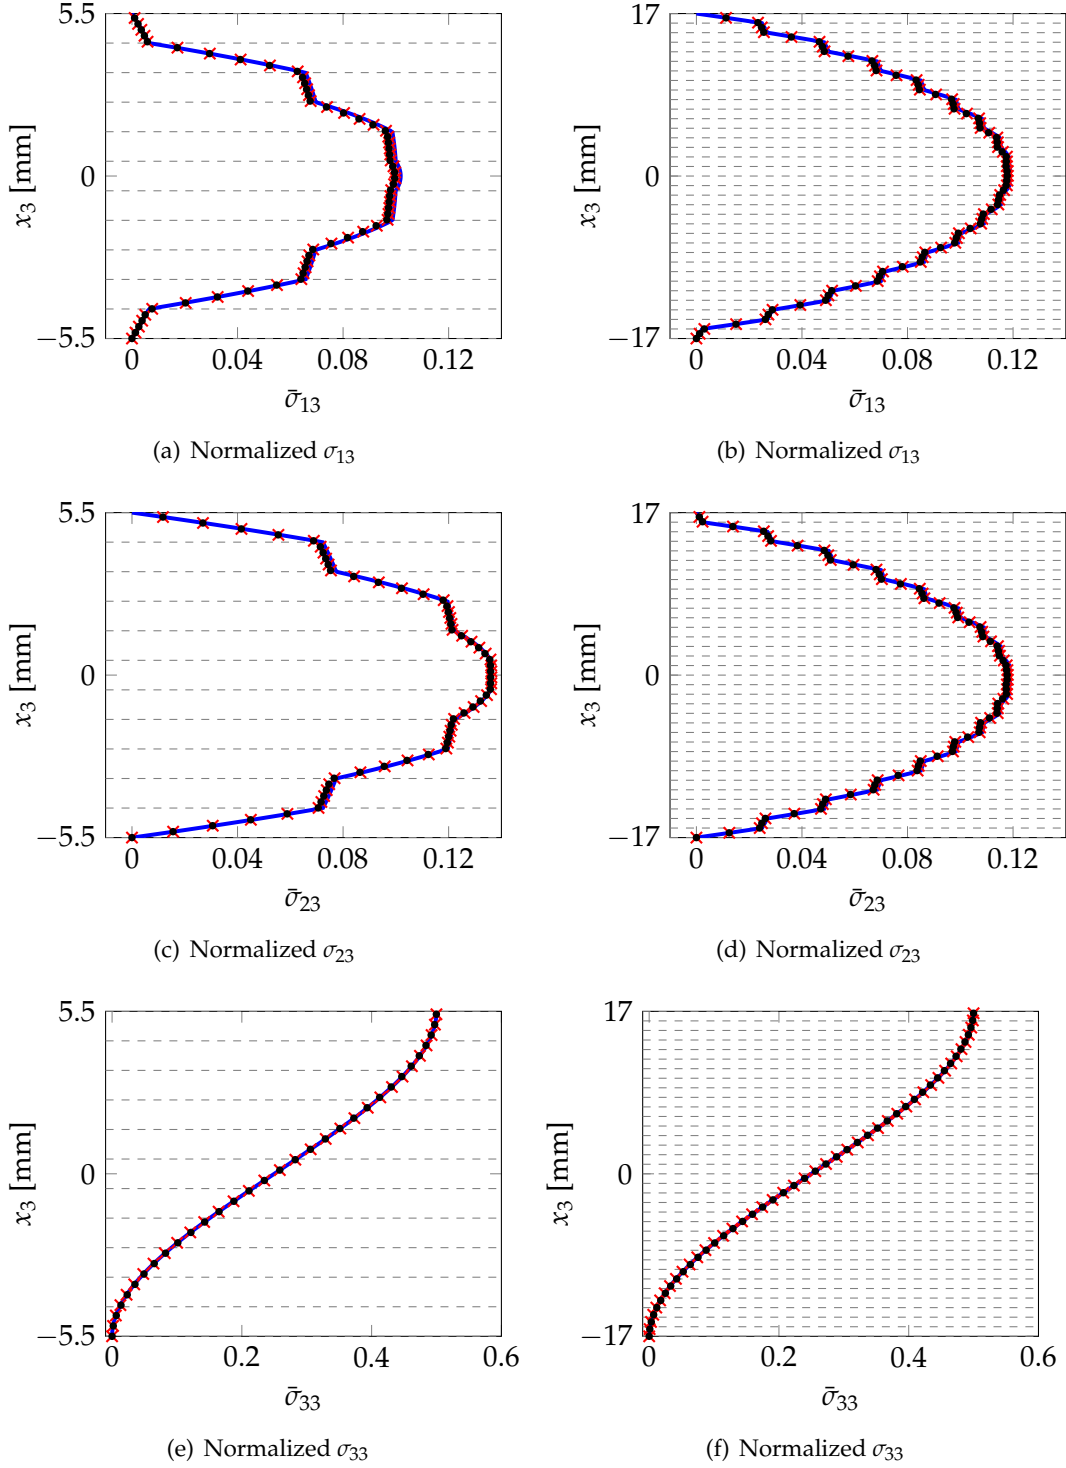 5.5
0
−5.5
x₃ [mm]
0 0.04 0.08 0.12
σ̄₁₃
(a) Normalized σ₁₃
17
0
−17
x₃ [mm]
0 0.04 0.08 0.12
σ̄₁₃
(b) Normalized σ₁₃
5.5
0
−5.5
x₃ [mm]
0 0.04 0.08 0.12
σ̄₂₃
(c) Normalized σ₂₃
17
0
−17
x₃ [mm]
0 0.04 0.08 0.12
σ̄₂₃
(d) Normalized σ₂₃
5.5
0
−5.5
x₃ [mm]
0 0.2 0.4 0.6
σ̄₃₃
(e) Normalized σ₃₃
17
0
−17
x₃ [mm]
0 0.2 0.4 0.6
σ̄₃₃
(f) Normalized σ₃₃